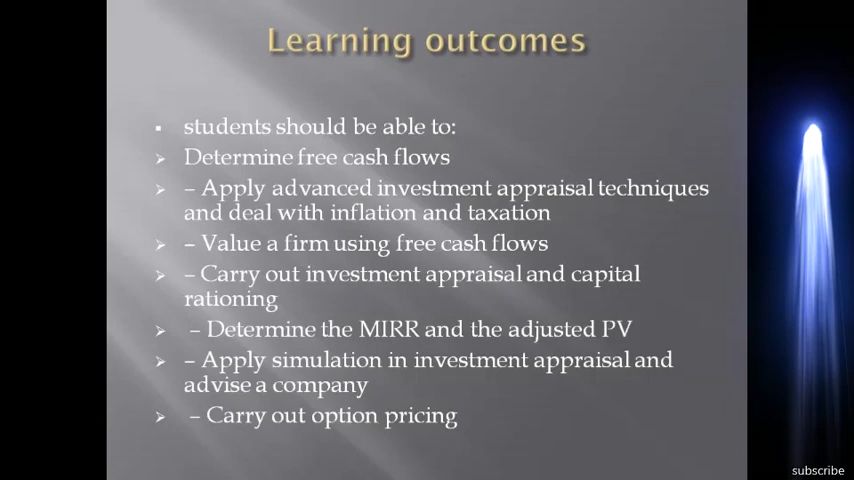 Learning outcomes
▪ students should be able to:
➢ Determine free cash flows
➢ – Apply advanced investment appraisal techniques
and deal with inflation and taxation
➢ – Value a firm using free cash flows
➢ – Carry out investment appraisal and capital
rationing
➢ – Determine the MIRR and the adjusted PV
➢ – Apply simulation in investment appraisal and
advise a company
➢ – Carry out option pricing
subscribe